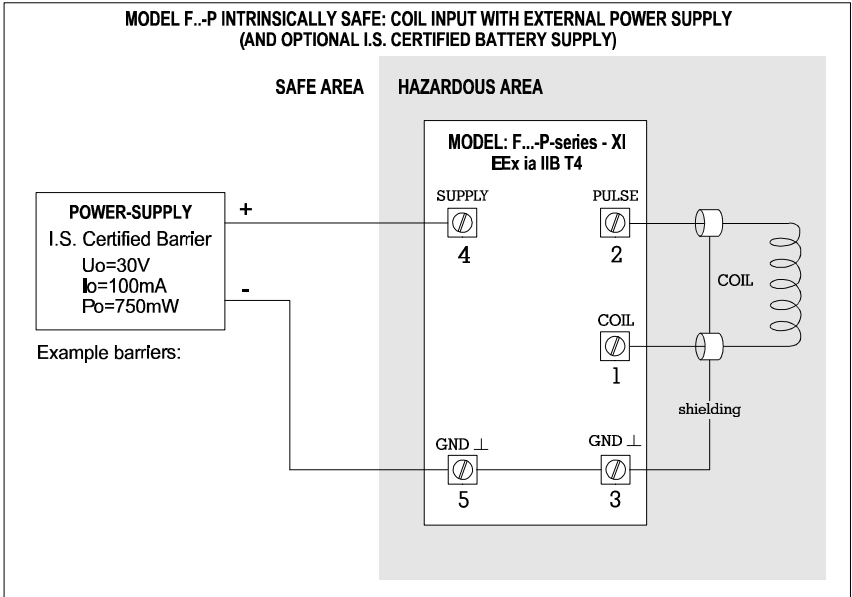 MODEL F..-P INTRINSICALLY SAFE: COIL INPUT WITH EXTERNAL POWER SUPPLY
(AND OPTIONAL I.S. CERTIFIED BATTERY SUPPLY)
SAFE AREA
HAZARDOUS AREA
MODEL: F...-P-series - XI
EEx ia IIB T4
POWER-SUPPLY
I.S. Certified Barrier
Uo=30V
Io=100mA
Po=750mW
+
-
Example barriers:
SUPPLY
4
PULSE
2
COIL
COIL
1
shielding
GND ⊥
5
GND ⊥
3